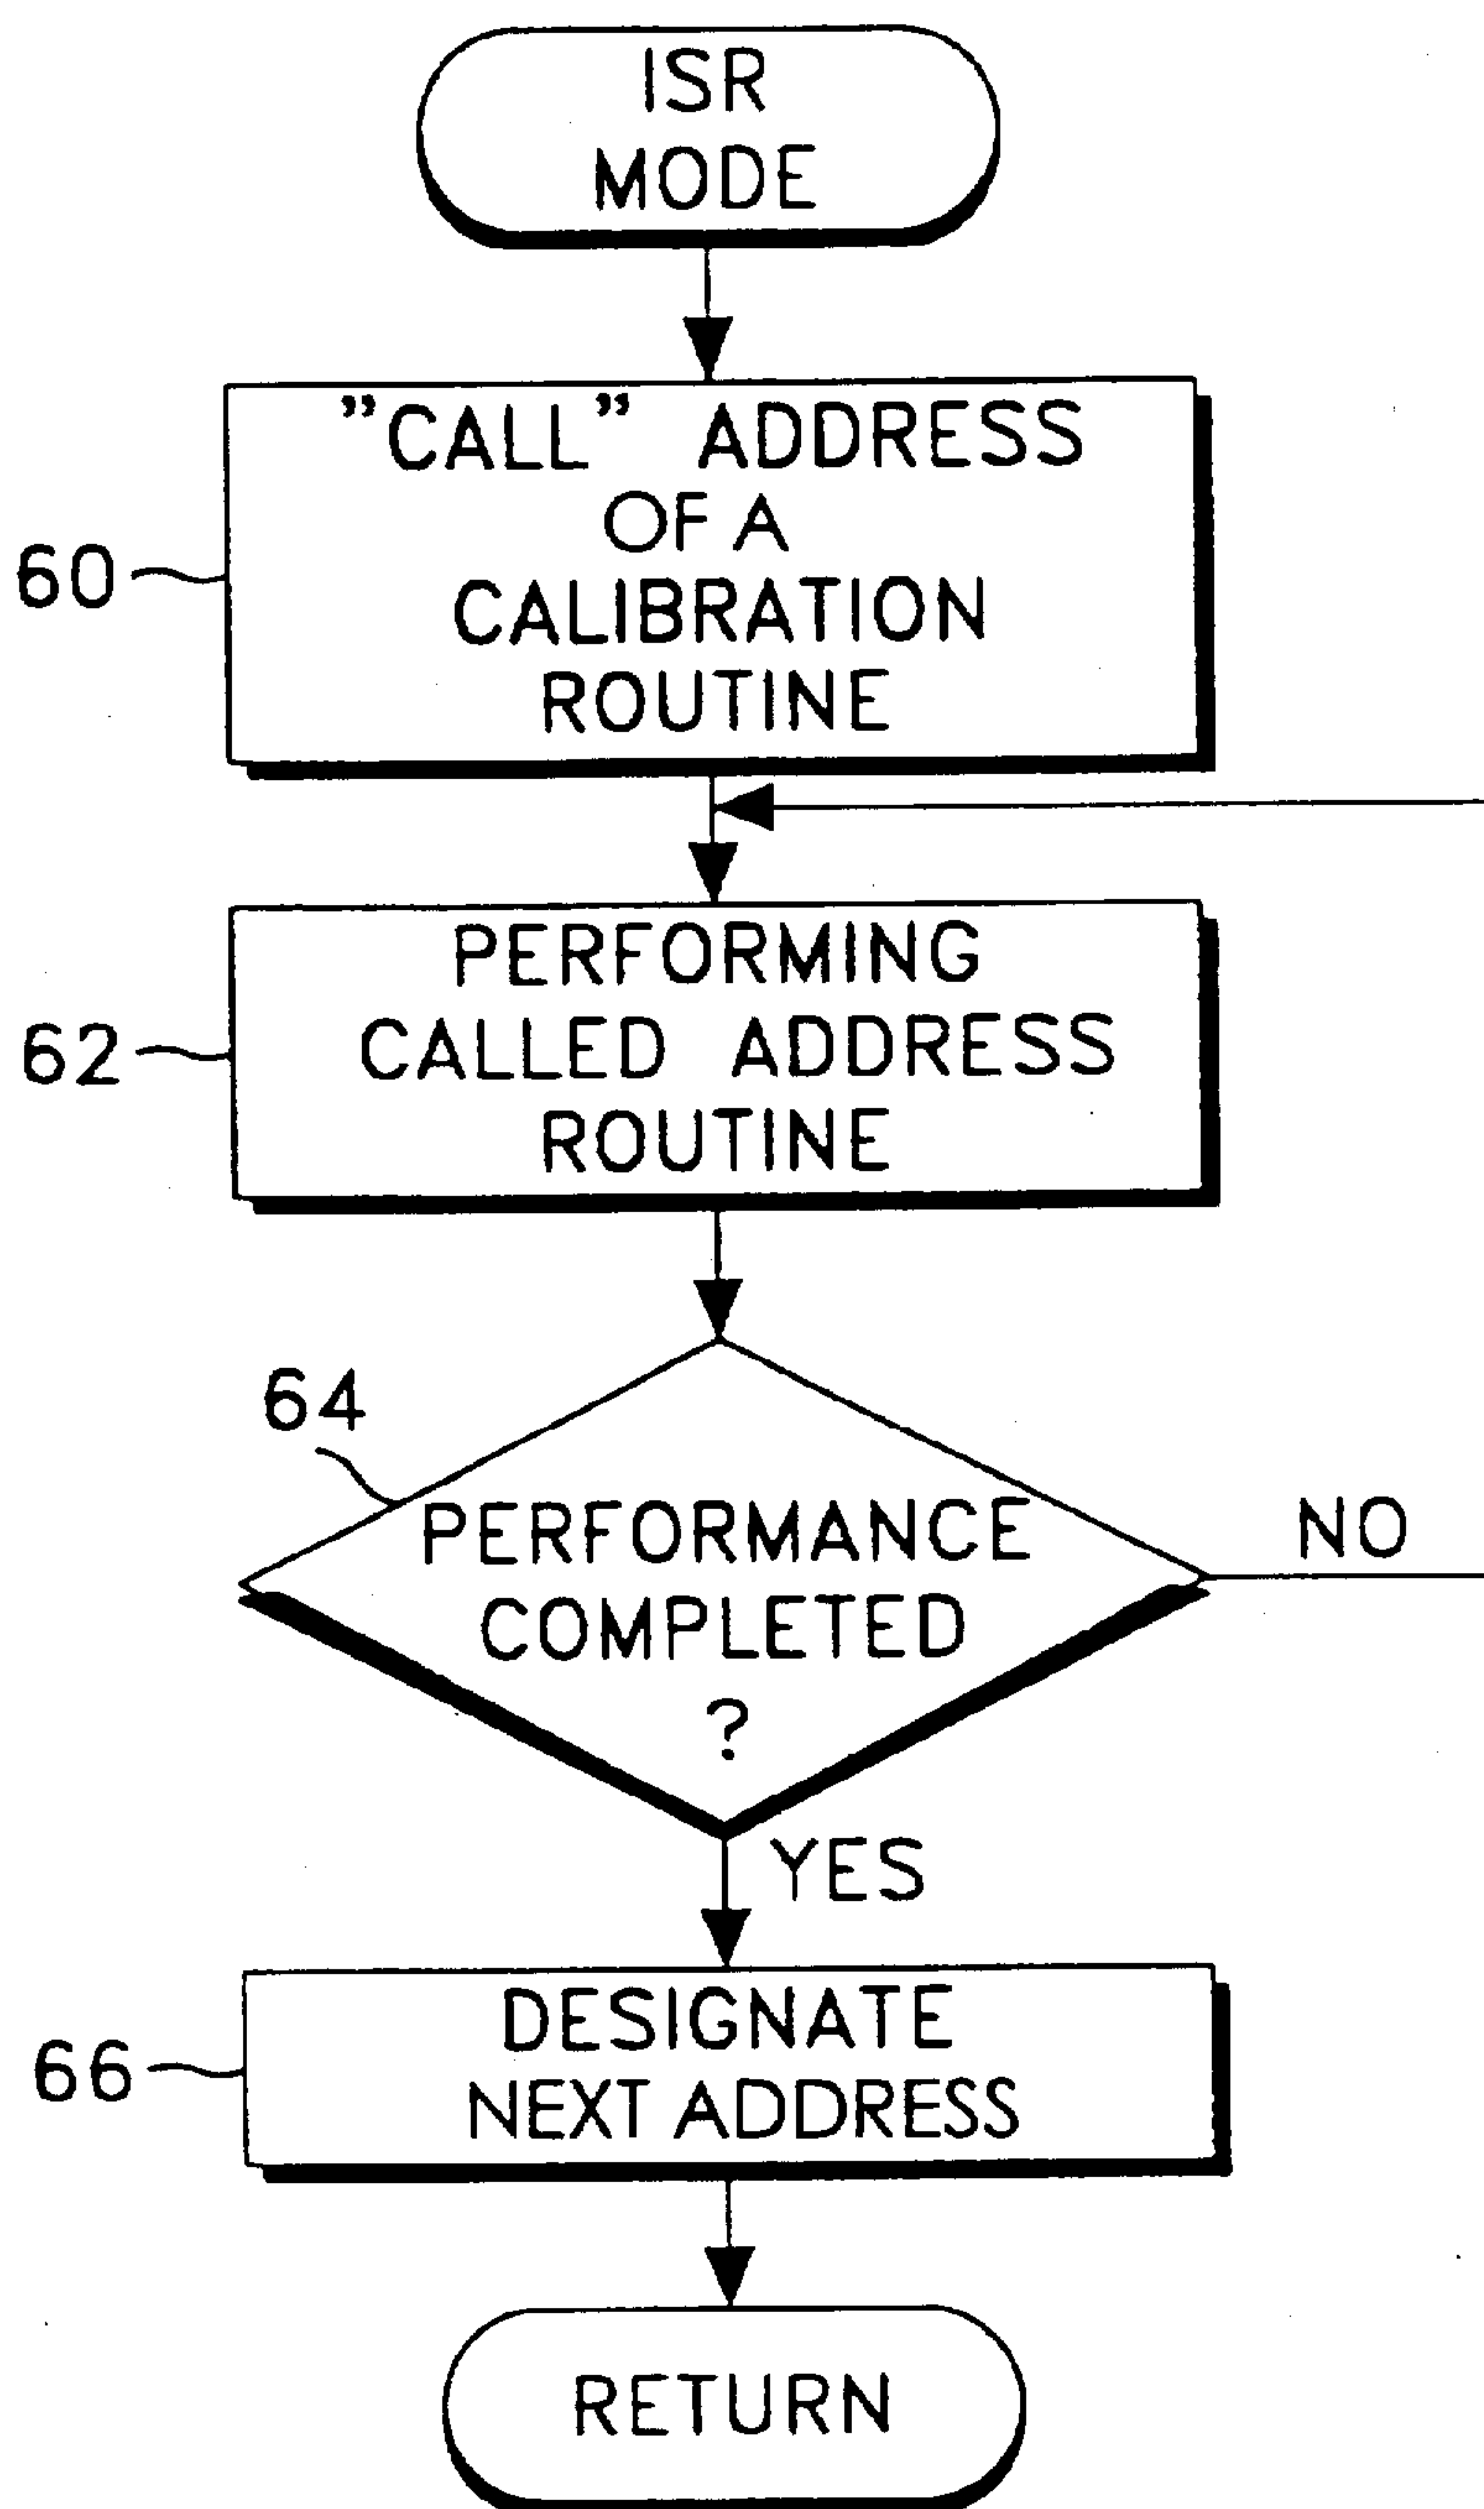 ISR
MODE
"CALL" ADDRESS
OF A
CALIBRATION
ROUTINE
60
PERFORMING
CALLED ADDRESS
ROUTINE
62
64
PERFORMANCE
COMPLETED
?
NO
YES
DESIGNATE
NEXT ADDRESS
66
RETURN